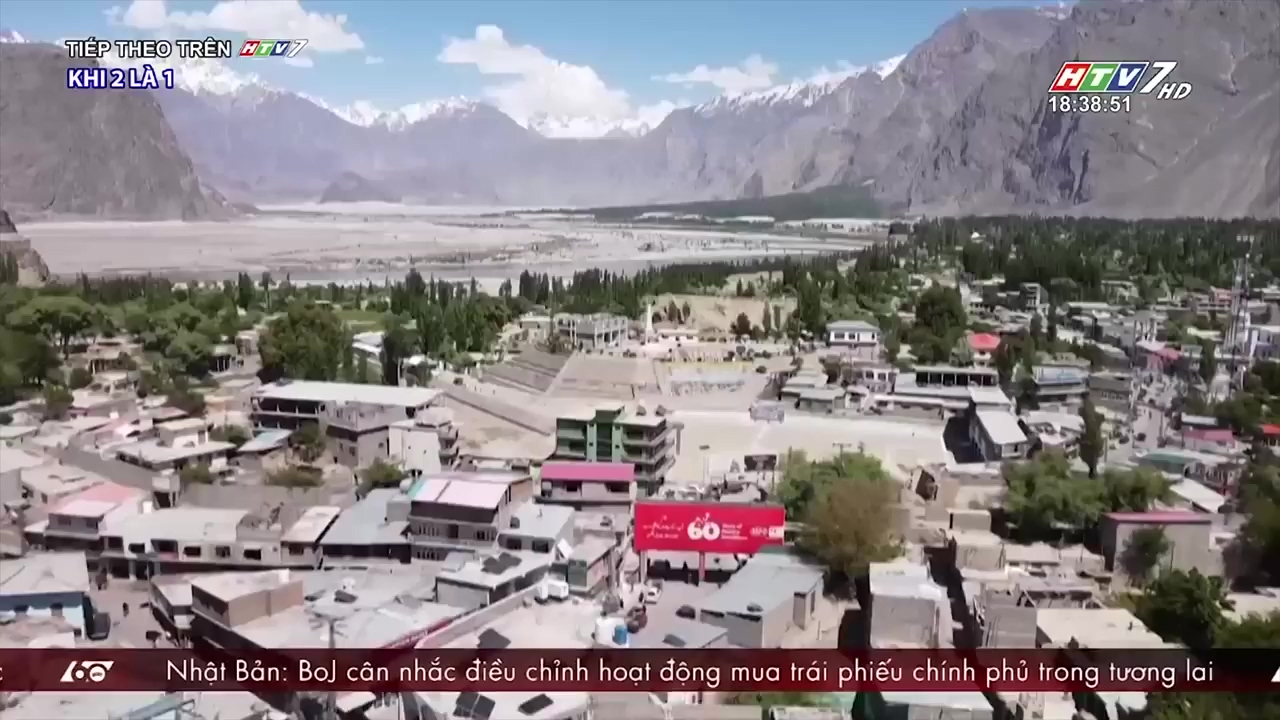 TIẾP THEO TRÊN HTV7
KHI 2 LÀ 1
HTV7 HD
18:38:51
60
Nhật Bản: BoJ cân nhắc điều chỉnh hoạt động mua trái phiếu chính phủ trong tương lai